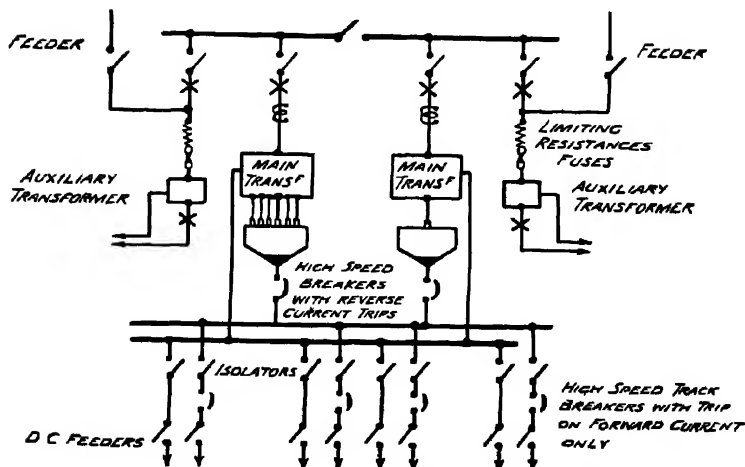 FEEDER
FEEDER
LIMITING
RESISTANCES
FUSES
MAIN
TRANSF
MAIN
TRANSF
AUXILIARY
TRANSFORMER
AUXILIARY
TRANSFORMER
HIGH SPEED
BREAKERS
WITH REVERSE
CURRENT TRIPS
ISOLATORS
HIGH SPEED TRACK
BREAKERS WITH TRIP
ON FORWARD CURRENT
ONLY
D C FEEDERS